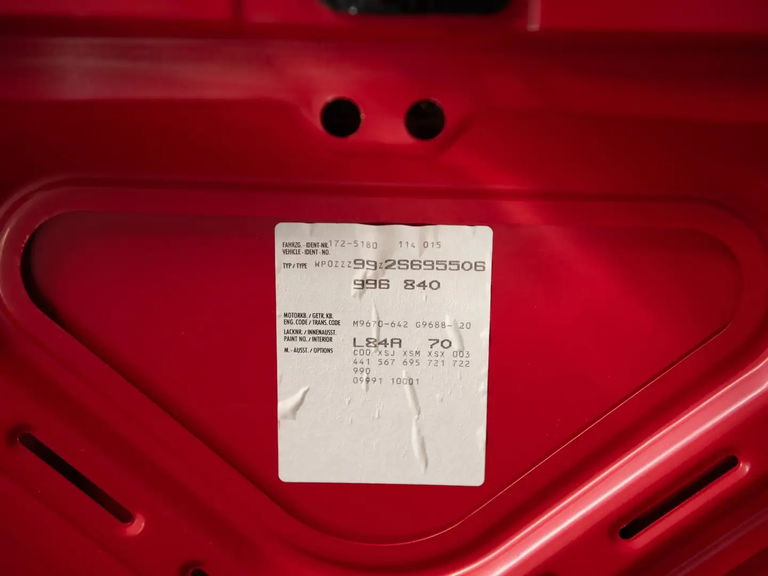 FAHRZG. - IDENT-NR. 172-5180 114 015
VEHICLE - IDENT - NO.
TYP / TYPE WP0ZZZ99Z2S695506
996 840
MOTORKB. / GETR. KB.
ENG. CODE / TRANS. CODE M9670-642 G9688- 20
LACKNR. / INNENAUSST.
PAINT NO. / INTERIOR L84A 70
M. - AUSST. / OPTIONS C00 XSJ XSM XSX 003
441 567 695 721 722
990
09991 10001